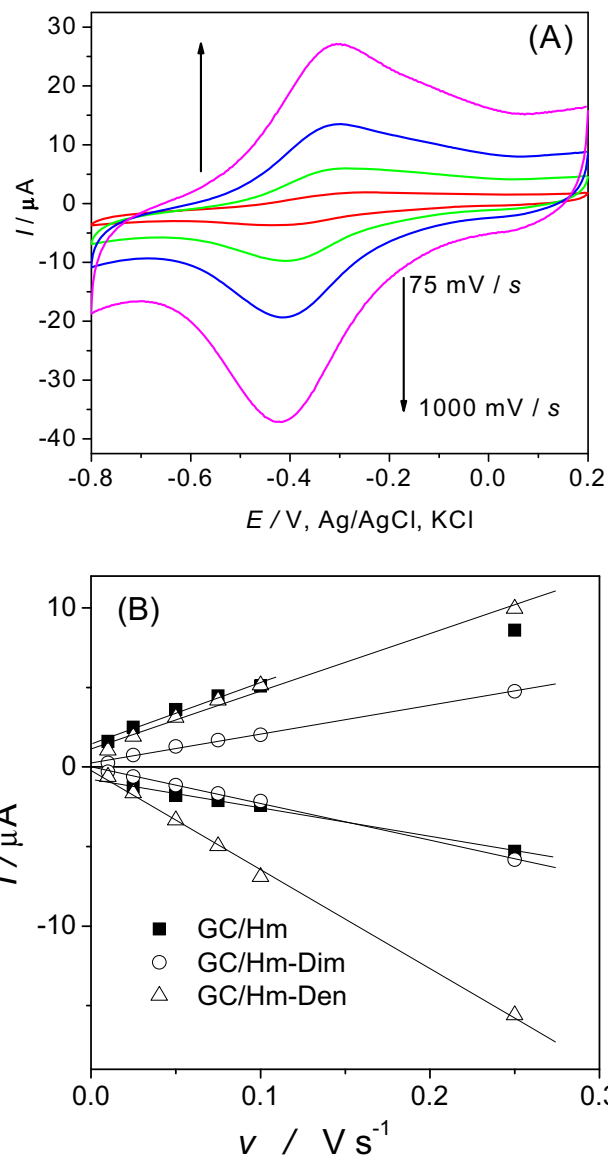 (A)
30
20
10
0
-10
-20
-30
-40
I / μA
75 mV / s
1000 mV / s
-0.8 -0.6 -0.4 -0.2 0.0 0.2
E / V, Ag/AgCl, KCl
(B)
10
0
-10
I / μA
GC/Hm
GC/Hm-Dim
GC/Hm-Den
0.0 0.1 0.2
v / V s⁻¹